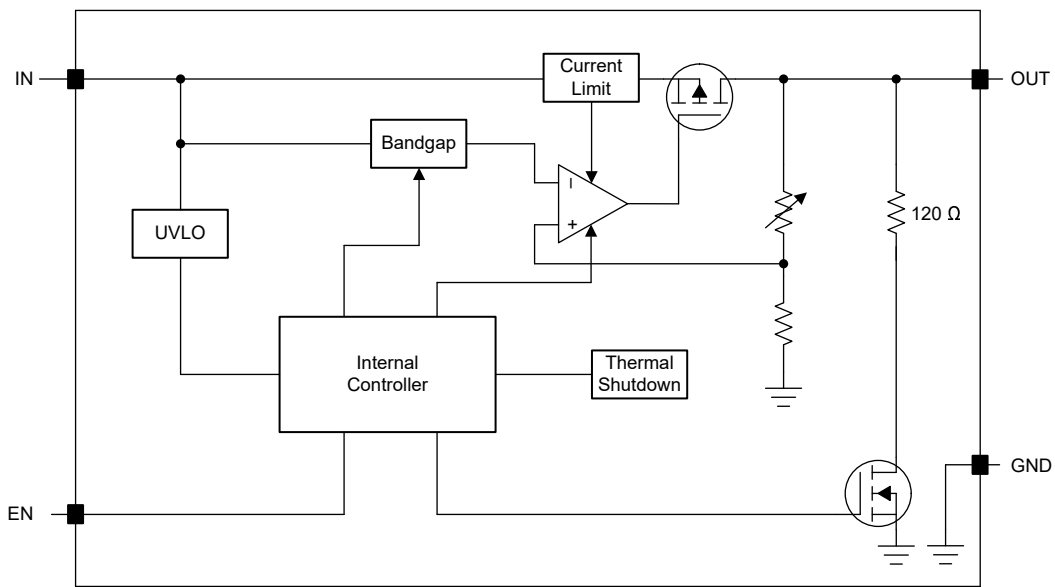 IN
Current
Limit
OUT
Bandgap
–
+
UVLO
120 Ω
Internal
Controller
Thermal
Shutdown
GND
EN